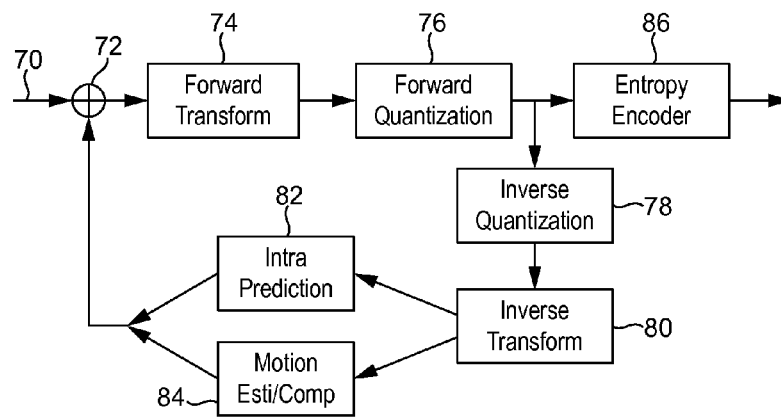 74
76
86
70
72
Forward
Transform
Forward
Quantization
Entropy
Encoder
82
Inverse
Quantization
78
Intra
Prediction
Inverse
Transform
80
Motion
Esti/Comp
84